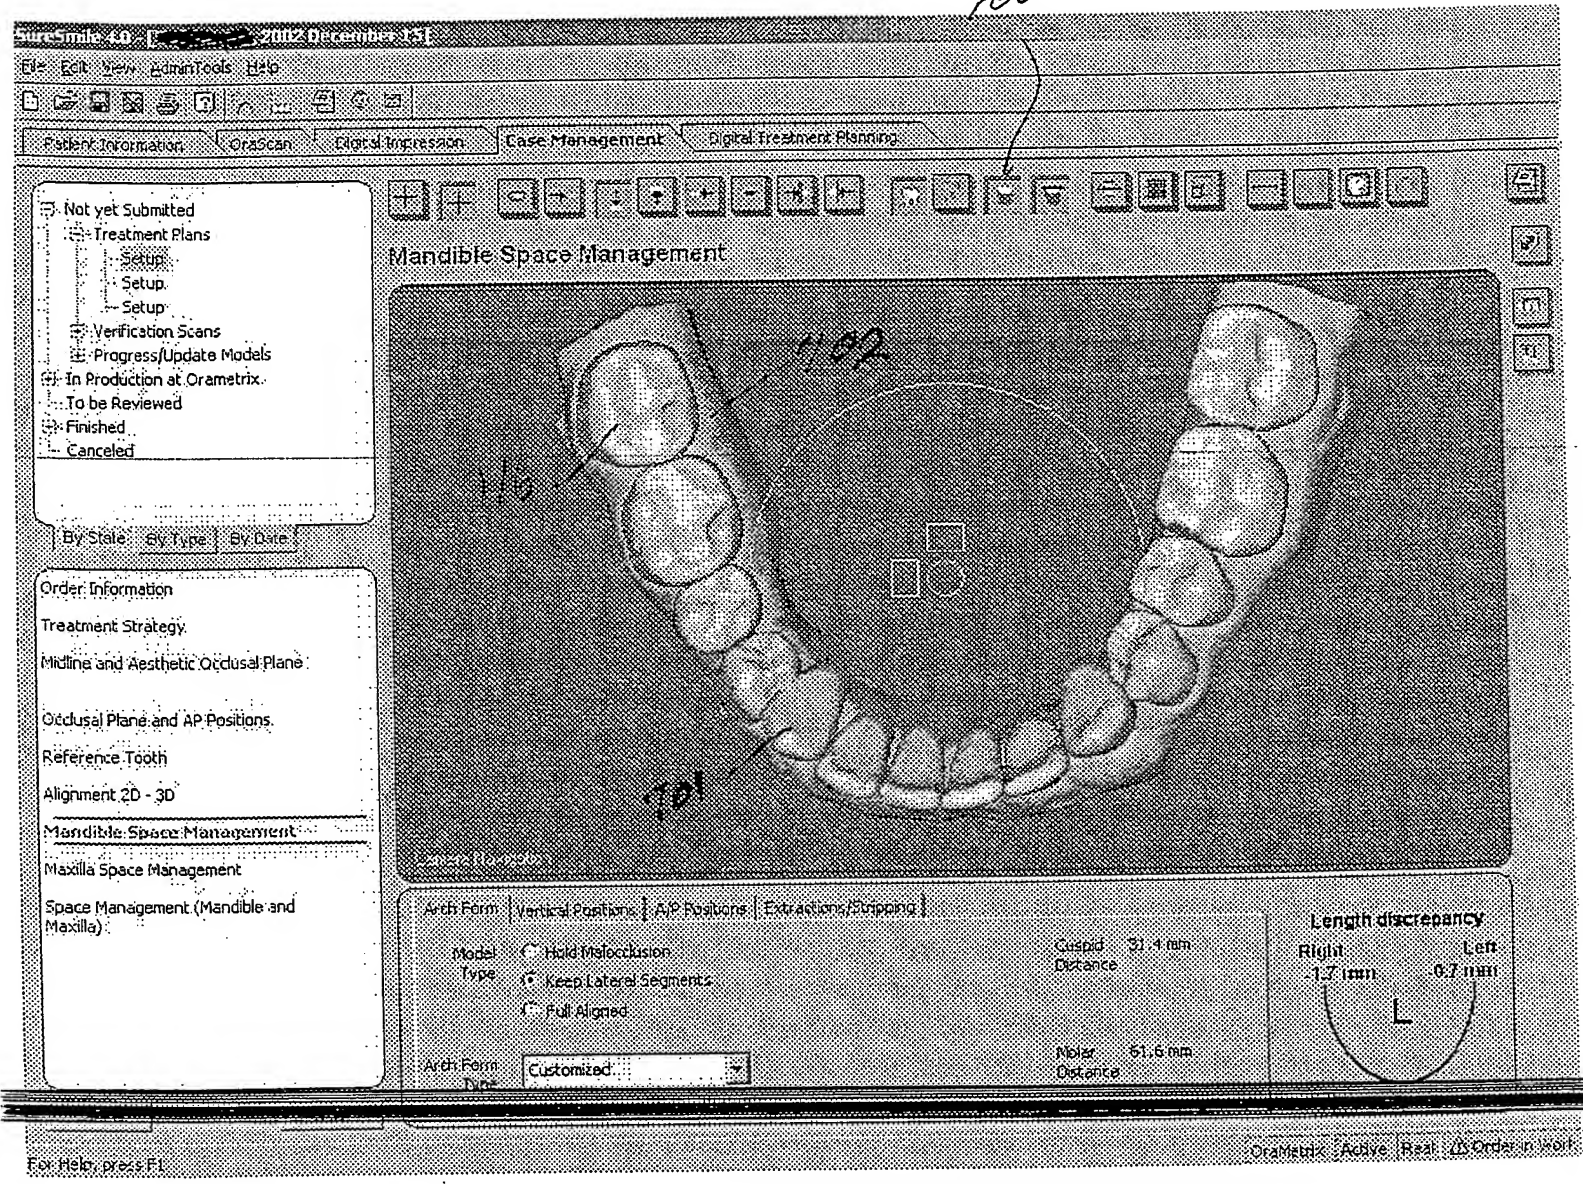 SureSmile 4.0 - [ 2002 December 15]
File Edit View AdminTools Help
Patient Information OraScan Digital Impression Case Management Digital Treatment Planning
Not yet Submitted
Treatment Plans
Setup
Setup
Setup
Verification Scans
Progress/Update Models
In Production at Orametrix
To be Reviewed
Finished
Canceled
By State By Type By Date
Order Information
Treatment Strategy
Midline and Aesthetic Occlusal Plane
Occlusal Plane and AP Positions
Reference Tooth
Alignment 2D - 3D
Mandible Space Management
Maxilla Space Management
Space Management (Mandible and
Maxilla)
Mandible Space Management
702
701
Arch Form Vertical Positions A/P Positions Extractions/Stripping
Model
Type
Hold Malocclusion
Keep Lateral Segments
Full Aligned
Arch Form
Type
Customized
Cuspid
Distance
31.4 mm
Molar
Distance
61.6 mm
Length discrepancy
Right Left
-1.7 mm 0.7 mm
L
For Help, press F1
OraMetrix Active Real Order in Work